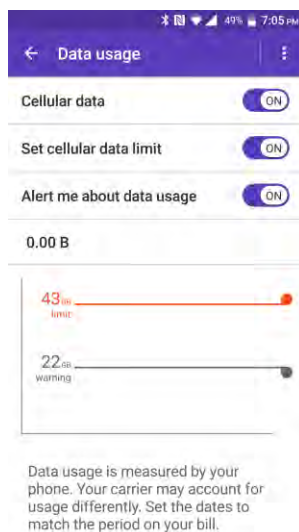 49% 7:05 PM
Data usage
Cellular data ON
Set cellular data limit ON
Alert me about data usage ON
0.00 B
43 GB
limit
22 GB
warning
Data usage is measured by your
phone. Your carrier may account for
usage differently. Set the dates to
match the period on your bill.